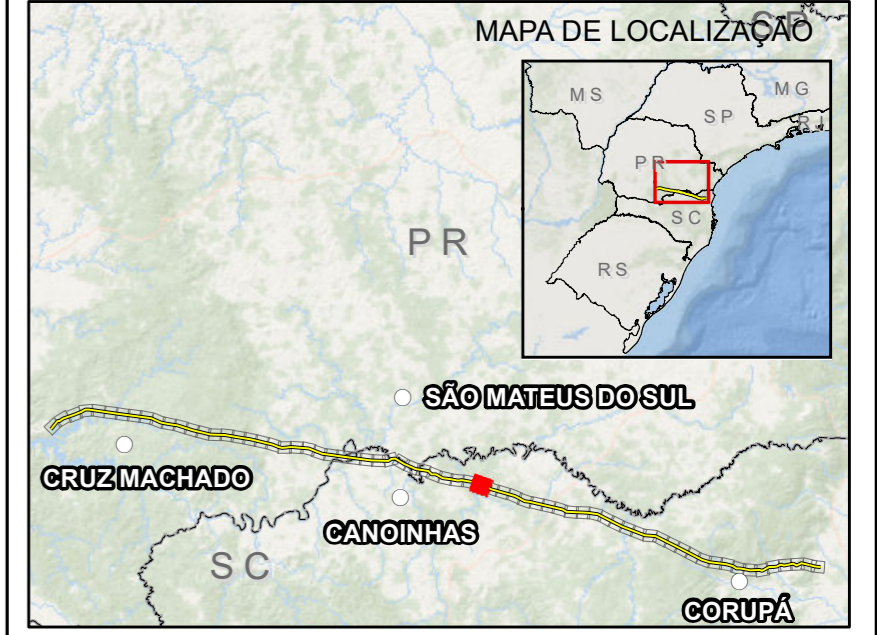 MAPA DE LOCALIZAÇÃO
MS
MG
SP
RJ
PR
SC
RS
PR
SÃO MATEUS DO SUL
CRUZ MACHADO
CANOINHAS
SC
CORUPÁ